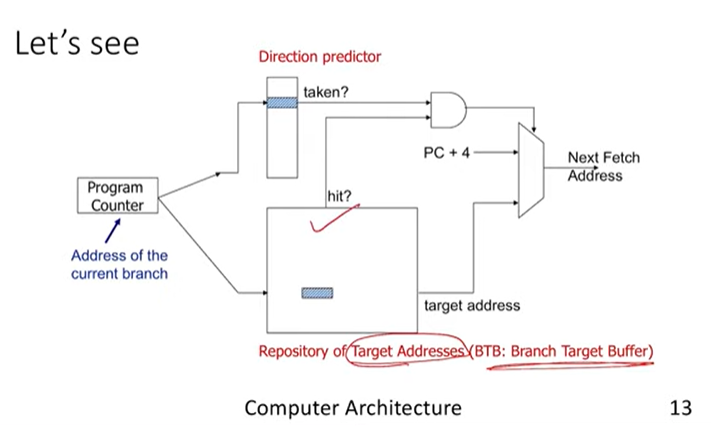 Let's see
Direction predictor
taken?
PC + 4
Next Fetch
Address
Program
Counter
hit?
Address of the
current branch
target address
Repository of Target Addresses (BTB: Branch Target Buffer)
Computer Architecture
13